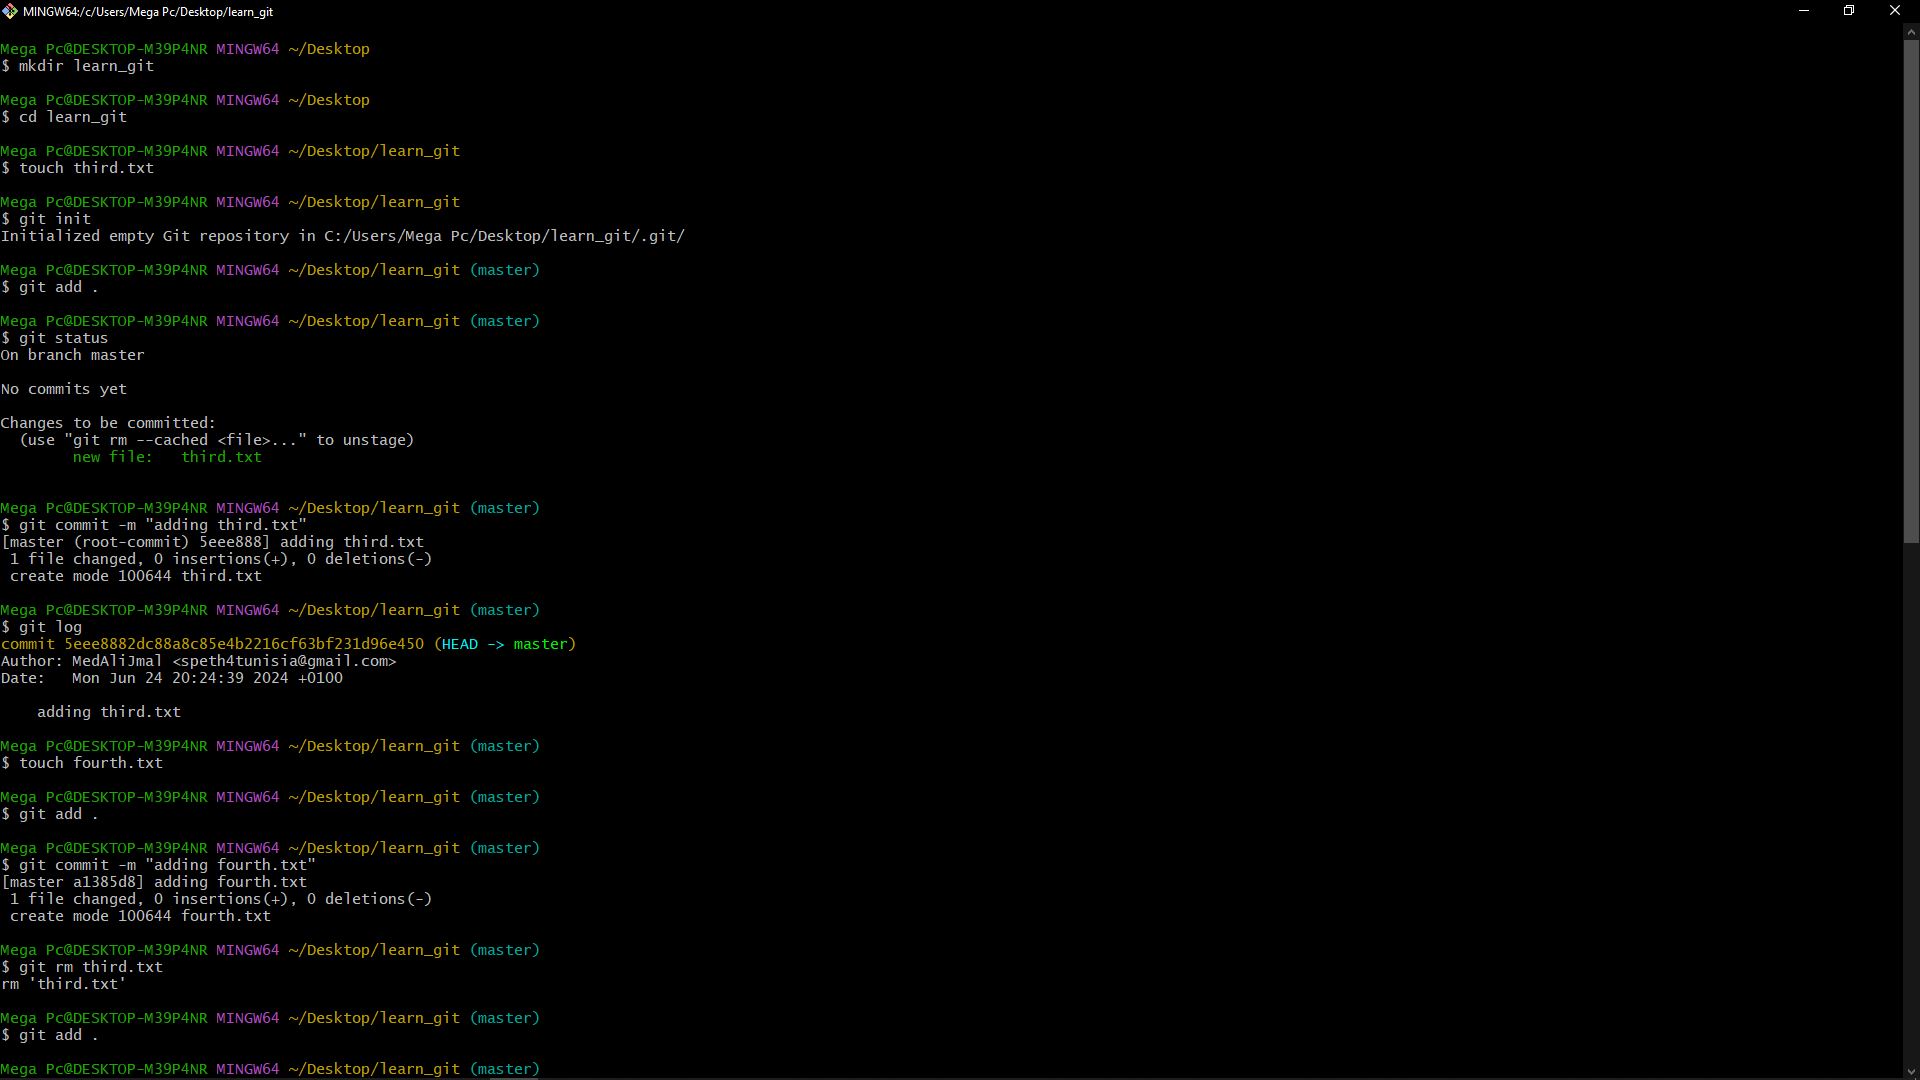 MINGW64:/c/Users/Mega Pc/Desktop/learn_git
Mega Pc@DESKTOP-M39P4NR MINGW64 ~/Desktop
$ mkdir learn_git
Mega Pc@DESKTOP-M39P4NR MINGW64 ~/Desktop
$ cd learn_git
Mega Pc@DESKTOP-M39P4NR MINGW64 ~/Desktop/learn_git
$ touch third.txt
Mega Pc@DESKTOP-M39P4NR MINGW64 ~/Desktop/learn_git
$ git init
Initialized empty Git repository in C:/Users/Mega Pc/Desktop/learn_git/.git/
Mega Pc@DESKTOP-M39P4NR MINGW64 ~/Desktop/learn_git (master)
$ git add .
Mega Pc@DESKTOP-M39P4NR MINGW64 ~/Desktop/learn_git (master)
$ git status
On branch master
No commits yet
Changes to be committed:
  (use "git rm --cached <file>..." to unstage)
        new file:   third.txt
Mega Pc@DESKTOP-M39P4NR MINGW64 ~/Desktop/learn_git (master)
$ git commit -m "adding third.txt"
[master (root-commit) 5eee888] adding third.txt
 1 file changed, 0 insertions(+), 0 deletions(-)
 create mode 100644 third.txt
Mega Pc@DESKTOP-M39P4NR MINGW64 ~/Desktop/learn_git (master)
$ git log
commit 5eee8882dc88a8c85e4b2216cf63bf231d96e450 (HEAD -> master)
Author: MedAliJmal <speth4tunisia@gmail.com>
Date:   Mon Jun 24 20:24:39 2024 +0100
    adding third.txt
Mega Pc@DESKTOP-M39P4NR MINGW64 ~/Desktop/learn_git (master)
$ touch fourth.txt
Mega Pc@DESKTOP-M39P4NR MINGW64 ~/Desktop/learn_git (master)
$ git add .
Mega Pc@DESKTOP-M39P4NR MINGW64 ~/Desktop/learn_git (master)
$ git commit -m "adding fourth.txt"
[master a1385d8] adding fourth.txt
 1 file changed, 0 insertions(+), 0 deletions(-)
 create mode 100644 fourth.txt
Mega Pc@DESKTOP-M39P4NR MINGW64 ~/Desktop/learn_git (master)
$ git rm third.txt
rm 'third.txt'
Mega Pc@DESKTOP-M39P4NR MINGW64 ~/Desktop/learn_git (master)
$ git add .
Mega Pc@DESKTOP-M39P4NR MINGW64 ~/Desktop/learn_git (master)